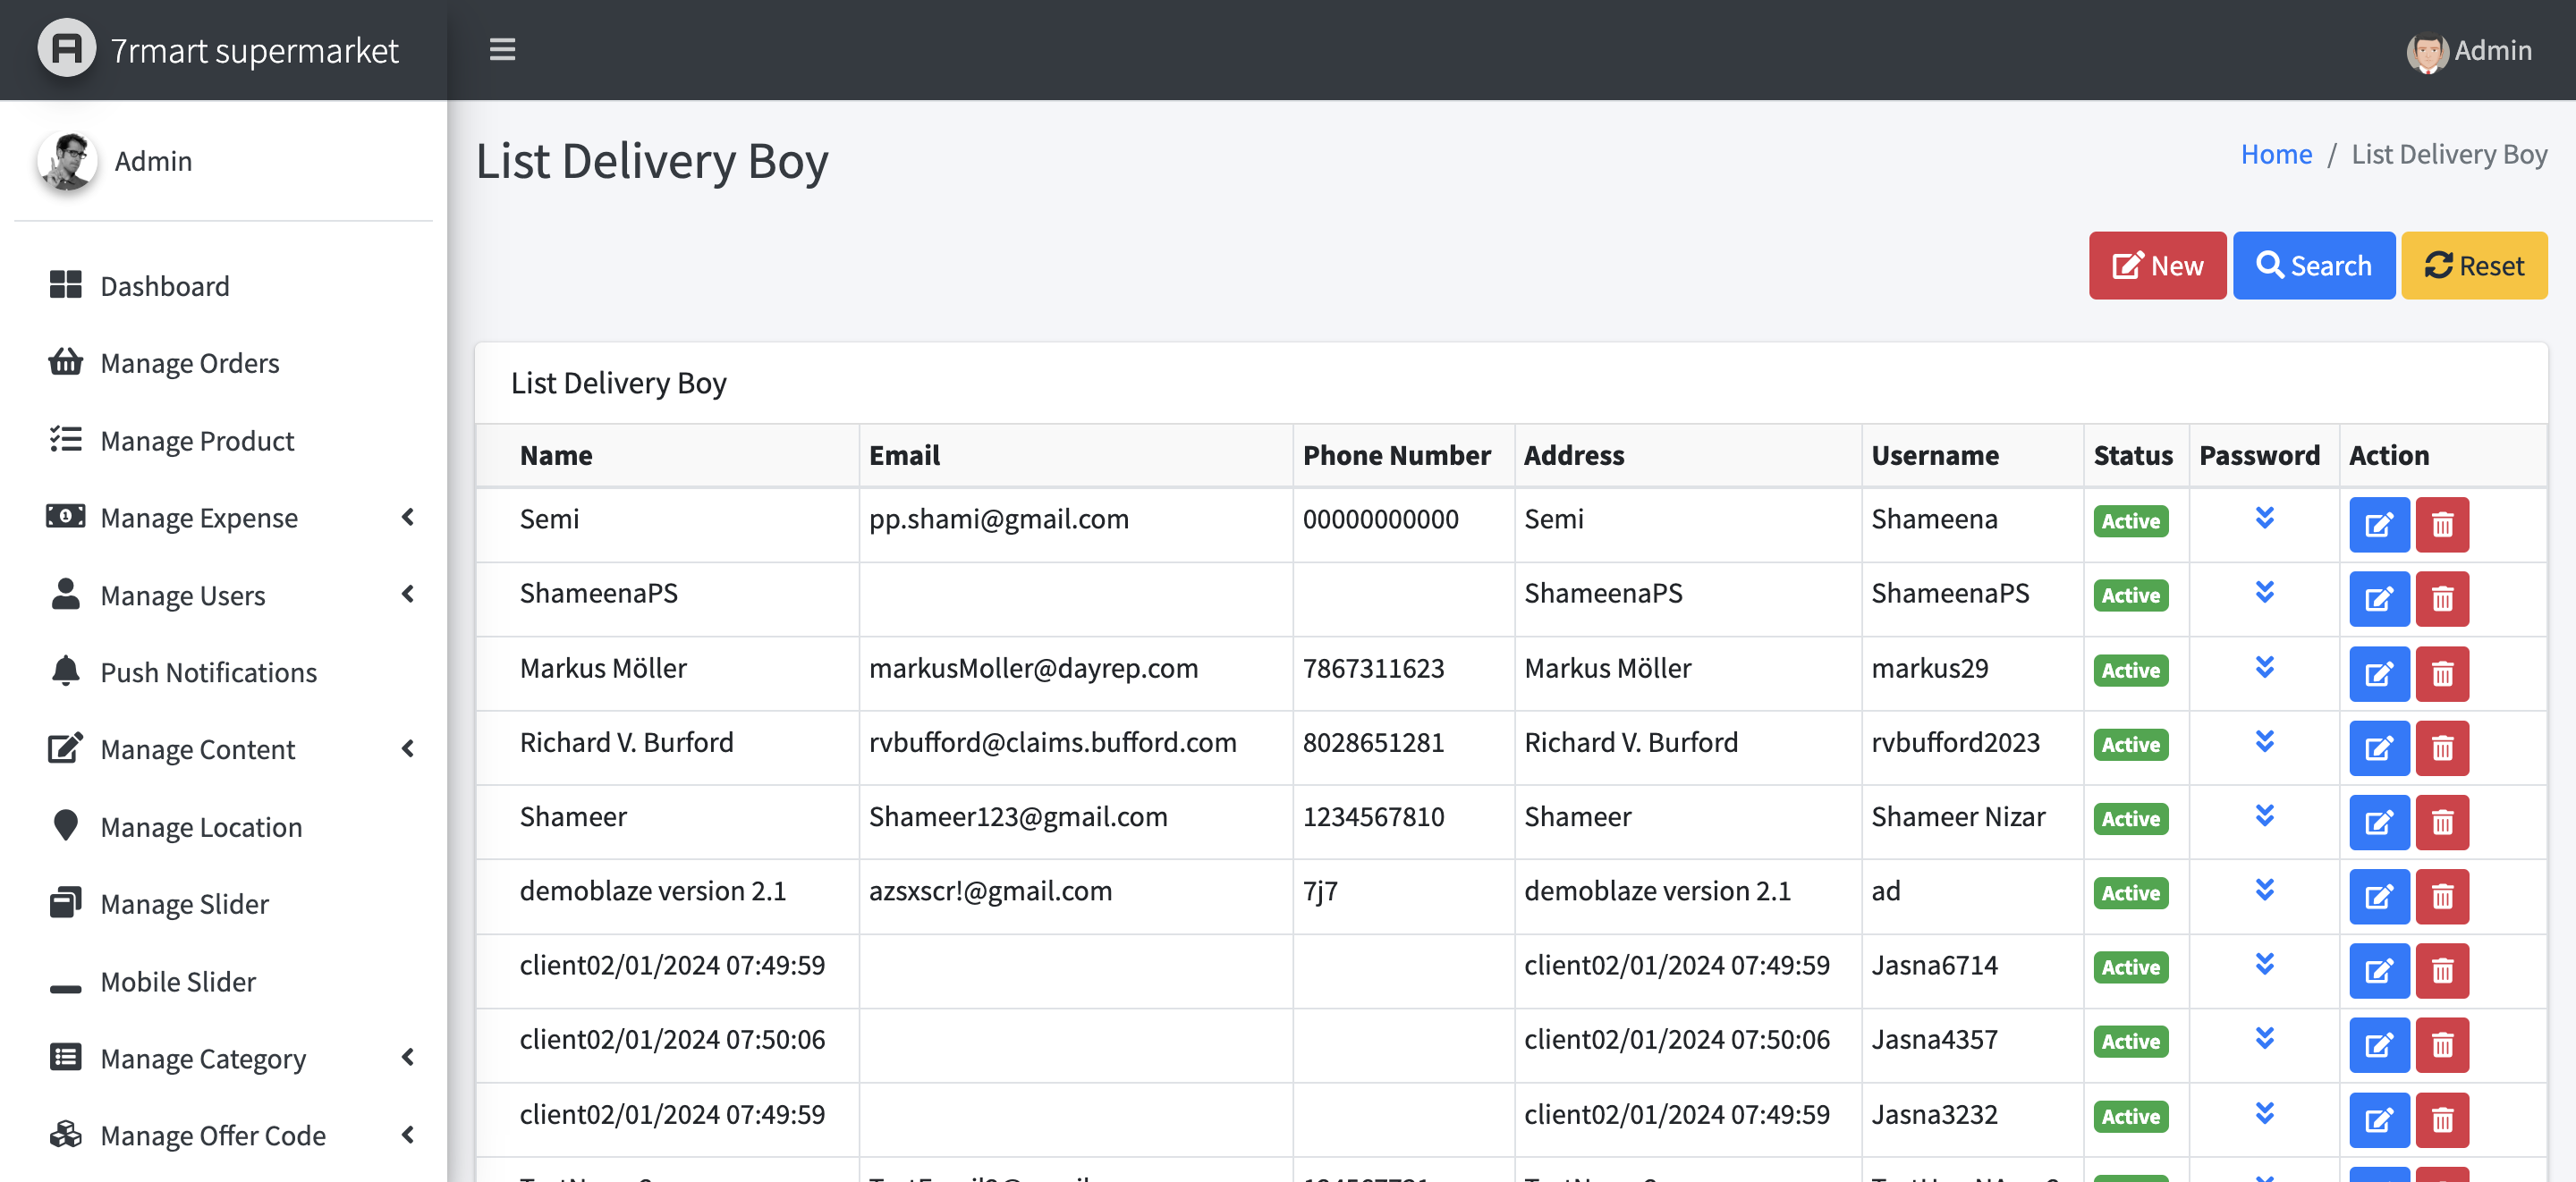 7rmart supermarket
Admin
Admin
Dashboard
Manage Orders
Manage Product
Manage Expense
Manage Users
Push Notifications
Manage Content
Manage Location
Manage Slider
Mobile Slider
Manage Category
Manage Offer Code
List Delivery Boy
Home / List Delivery Boy
New Search Reset
List Delivery Boy
Name Email Phone Number Address Username Status Password Action
Semi pp.shami@gmail.com 00000000000 Semi Shameena Active
ShameenaPS ShameenaPS ShameenaPS Active
Markus Möller markusMoller@dayrep.com 7867311623 Markus Möller markus29 Active
Richard V. Burford rvbufford@claims.bufford.com 8028651281 Richard V. Burford rvbufford2023 Active
Shameer Shameer123@gmail.com 1234567810 Shameer Shameer Nizar Active
demoblaze version 2.1 azsxscr!@gmail.com 7j7 demoblaze version 2.1 ad Active
client02/01/2024 07:49:59 client02/01/2024 07:49:59 Jasna6714 Active
client02/01/2024 07:50:06 client02/01/2024 07:50:06 Jasna4357 Active
client02/01/2024 07:49:59 client02/01/2024 07:49:59 Jasna3232 Active